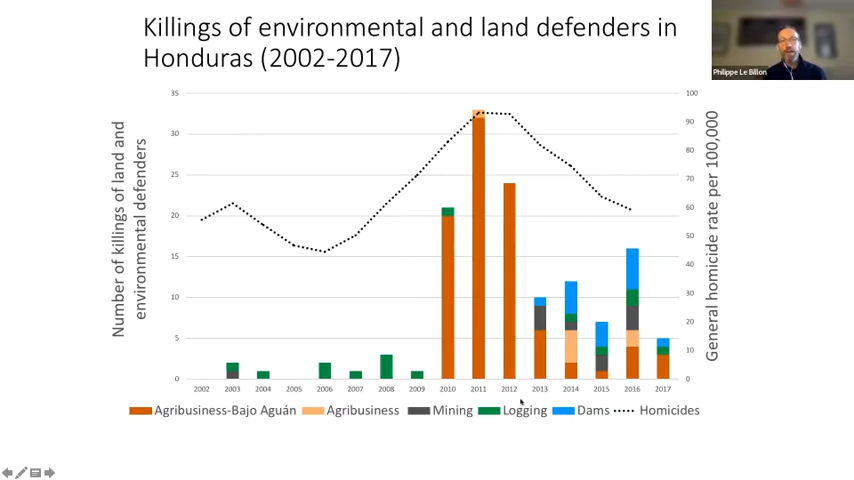 Killings of environmental and land defenders in
Honduras (2002-2017)
Philippe Le Billon
Number of killings of land and
environmental defenders
35
30
25
20
15
10
5
0
100
90
80
70
60
50
40
30
20
10
0
General homicide rate per 100,000
2002 2003 2004 2005 2006 2007 2008 2009 2010 2011 2012 2013 2014 2015 2016 2017
Agribusiness-Bajo Aguán Agribusiness Mining Logging Dams Homicides